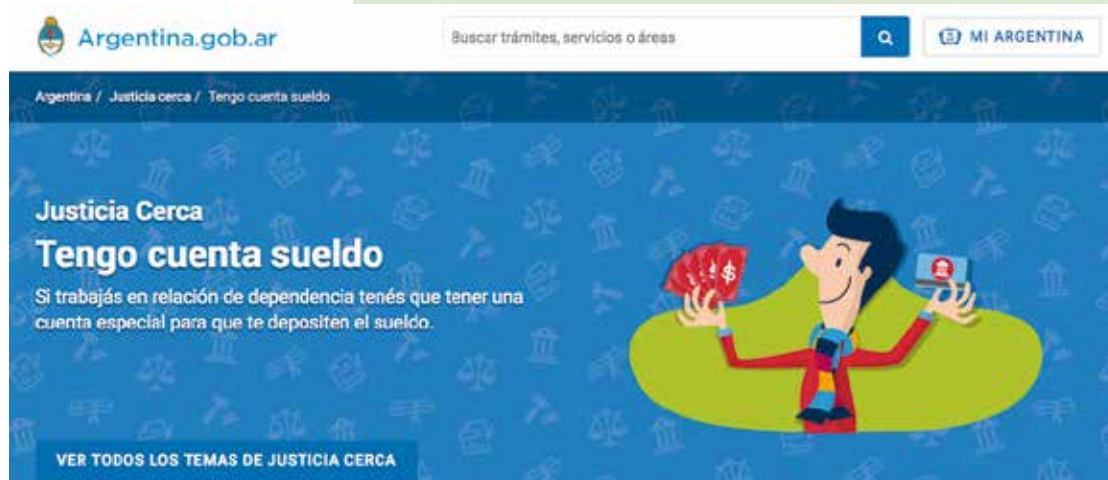 Argentina.gob.ar
Buscar trámites, servicios o áreas
MI ARGENTINA
Argentina / Justicia cerca / Tengo cuenta sueldo
Justicia Cerca
Tengo cuenta sueldo
Si trabajás en relación de dependencia tenés que tener una
cuenta especial para que te depositen el sueldo.
$ $ $
VER TODOS LOS TEMAS DE JUSTICIA CERCA